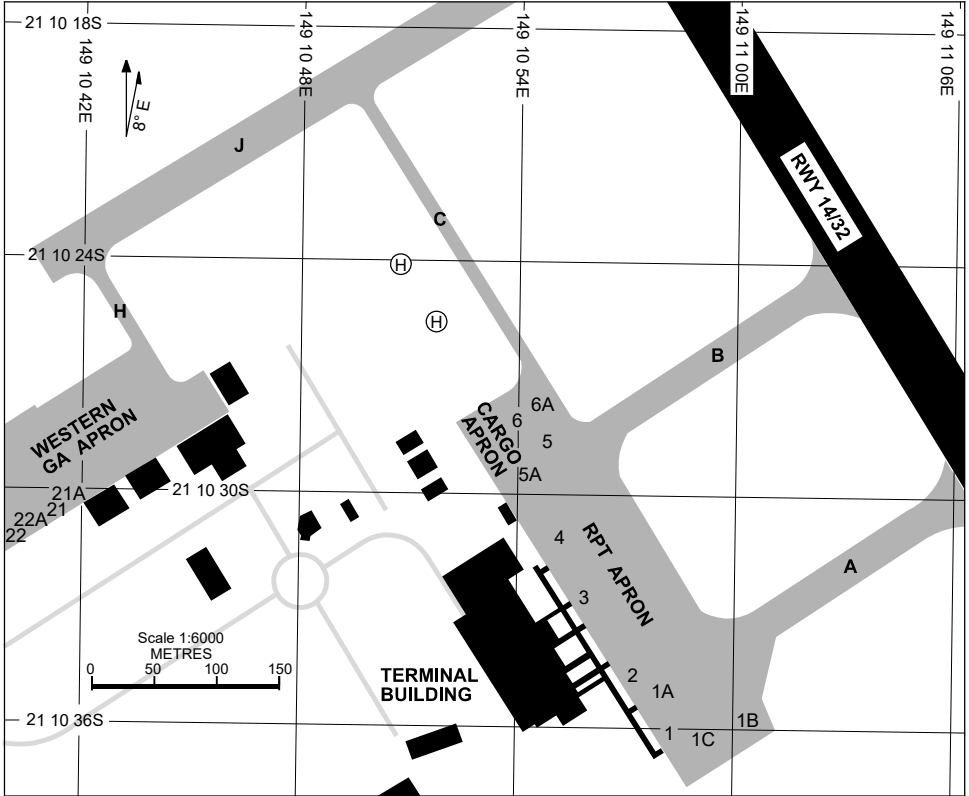 21 10 18S
149 10 42E
149 10 48E
149 10 54E
149 11 00E
149 11 06E
8° E
J
C
RWY 14/32
21 10 24S
H
H
H
B
6A
6
5
5A
CARGO
APRON
WESTERN
GA APRON
21A
21
22A
22
21 10 30S
4
RPT APRON
A
3
Scale 1:6000
METRES
0 50 100 150
TERMINAL
BUILDING
2
1A
21 10 36S
1
1C
1B